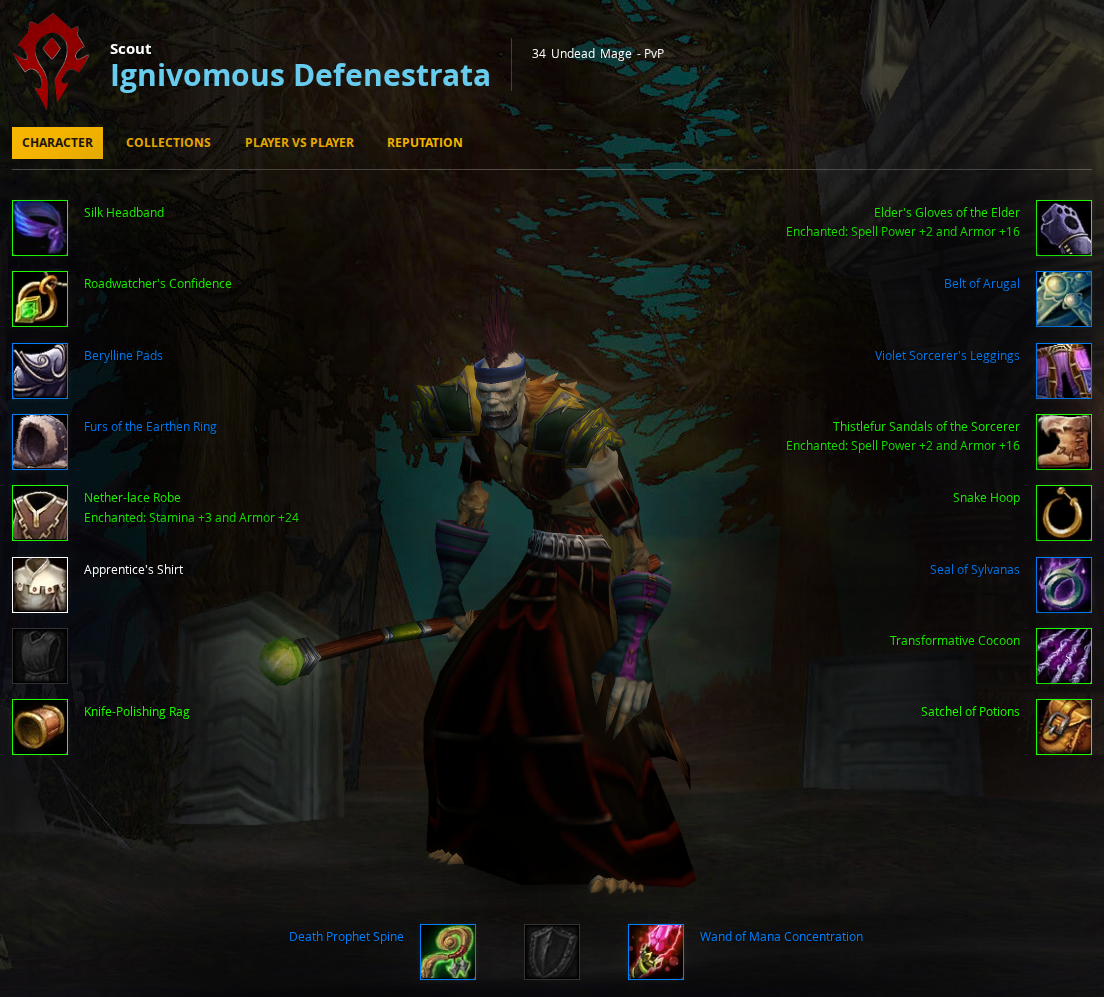 Scout
Ignivomous Defenestrata
34 Undead Mage - PvP
CHARACTER
COLLECTIONS
PLAYER VS PLAYER
REPUTATION
Silk Headband
Roadwatcher's Confidence
Berylline Pads
Furs of the Earthen Ring
Nether-lace Robe
Enchanted: Stamina +3 and Armor +24
Apprentice's Shirt
Knife-Polishing Rag
Elder's Gloves of the Elder
Enchanted: Spell Power +2 and Armor +16
Belt of Arugal
Violet Sorcerer's Leggings
Thistlefur Sandals of the Sorcerer
Enchanted: Spell Power +2 and Armor +16
Snake Hoop
Seal of Sylvanas
Transformative Cocoon
Satchel of Potions
Death Prophet Spine
Wand of Mana Concentration